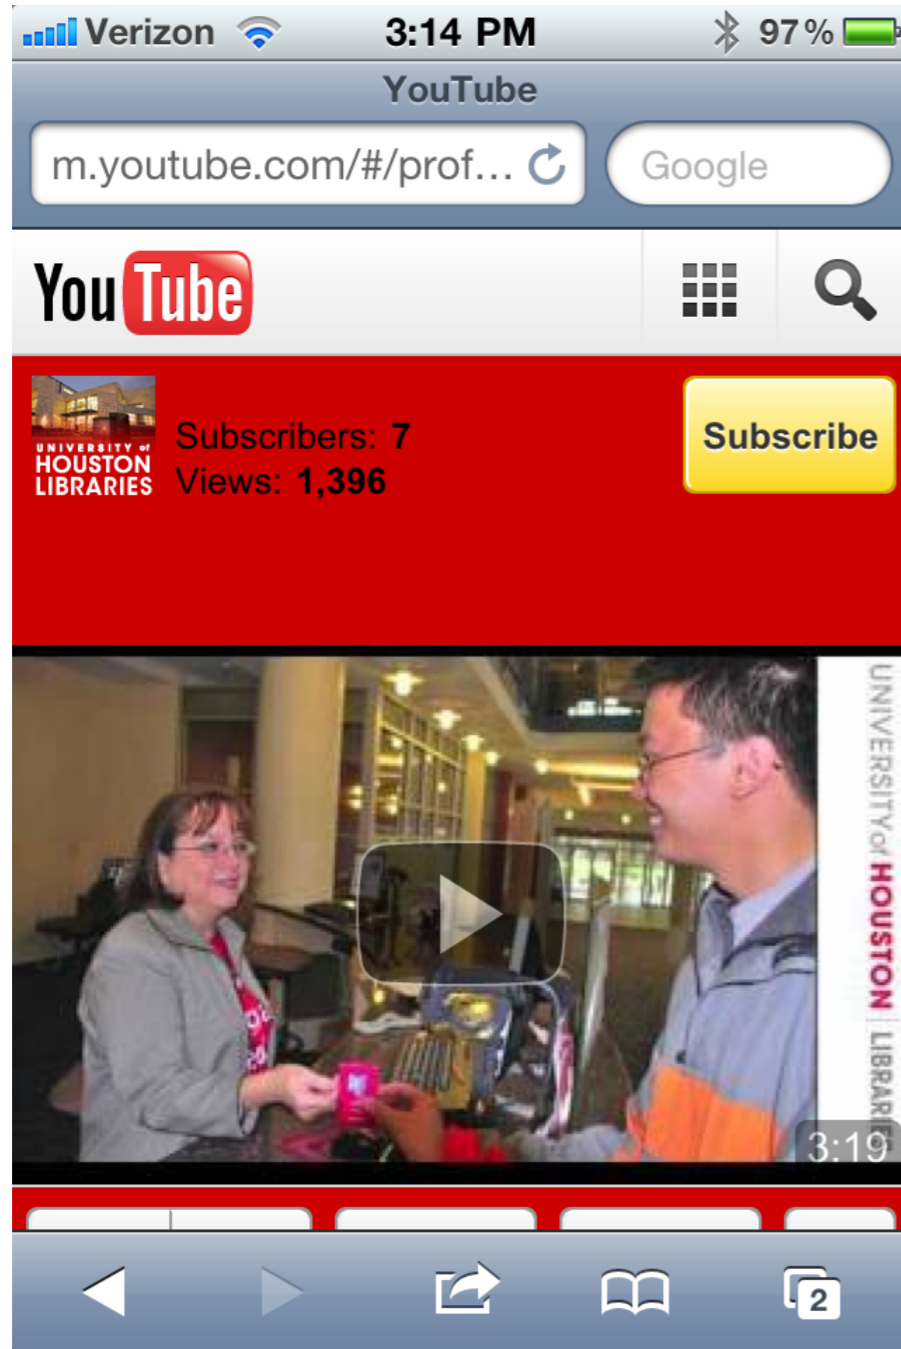 Verizon 3:14 PM 97%
YouTube
m.youtube.com/#/prof... Google
YouTube
Subscribe
Subscribers: 7
Views: 1,396
UNIVERSITY of
HOUSTON
LIBRARIES
UNIVERSITY of HOUSTON LIBRARIES
3:19
2